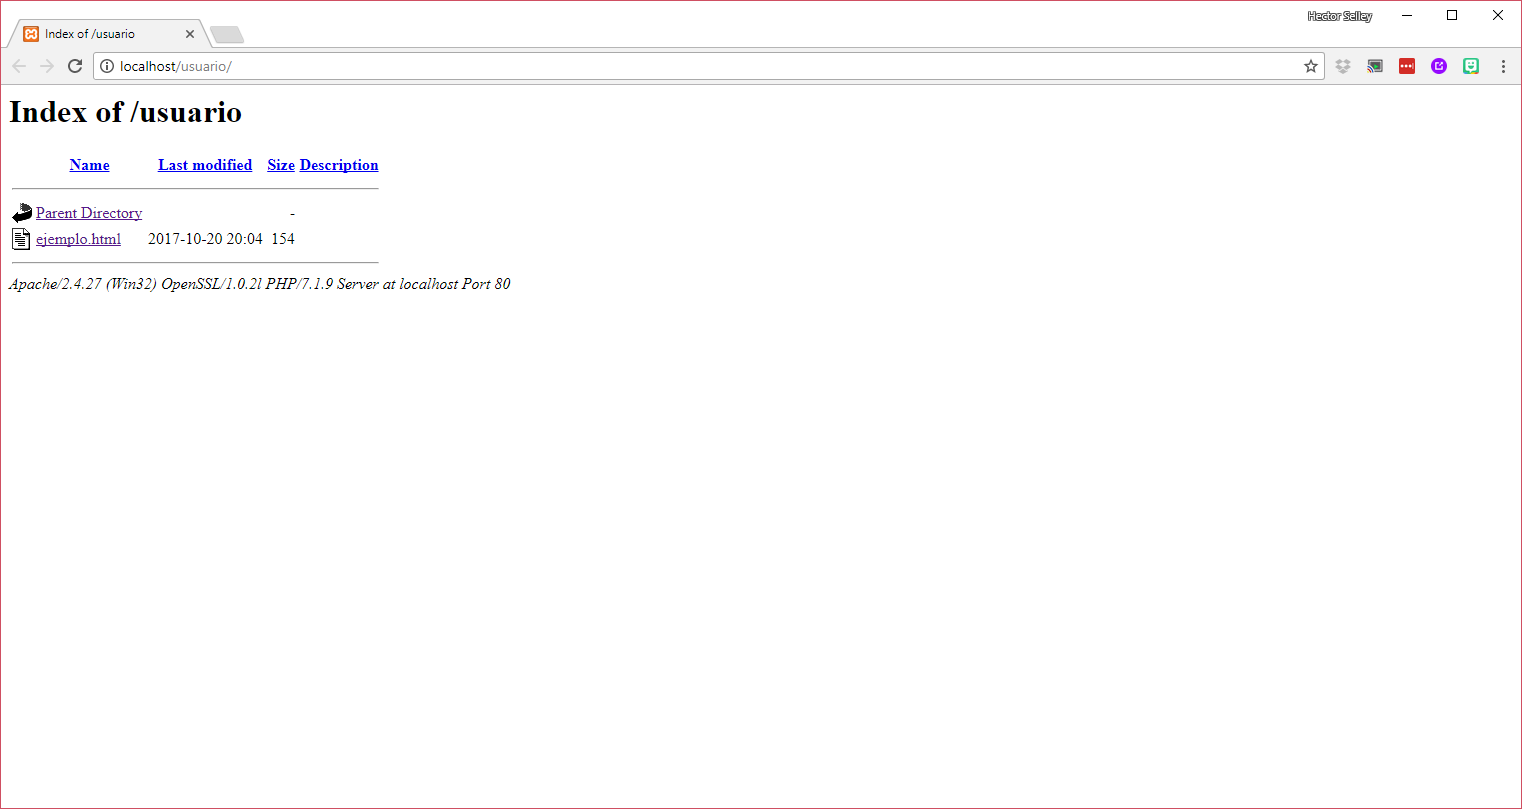 Hector Selley
Index of /usuario
localhost/usuario/
Index of /usuario
Name Last modified Size Description
Parent Directory -
ejemplo.html 2017-10-20 20:04 154
Apache/2.4.27 (Win32) OpenSSL/1.0.2l PHP/7.1.9 Server at localhost Port 80